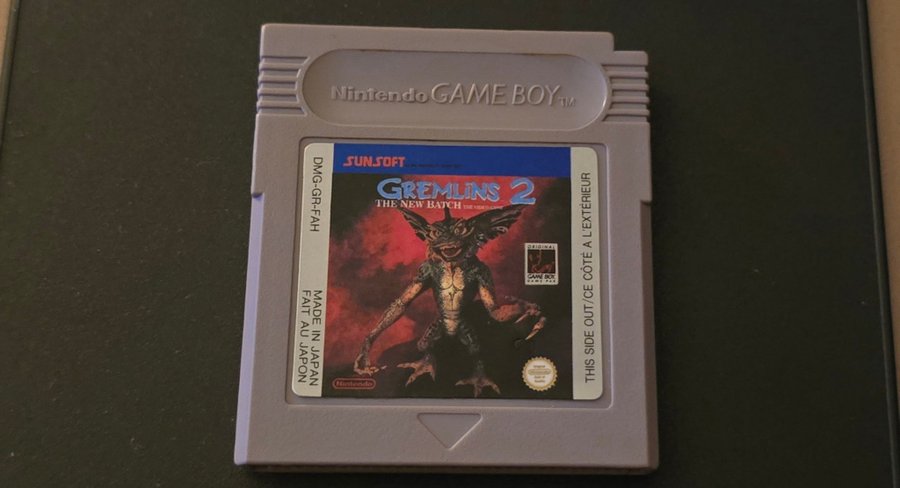 Nintendo GAME BOY TM
SUNSOFT
GREMLINS 2
THE NEW BATCH THE VIDEO GAME
ORIGINAL
GAME BOY
GAME PAK
Nintendo
DMG-GR-FAH
MADE IN JAPAN
FAIT AU JAPON
THIS SIDE OUT/CE CÔTÉ A L'EXTERIEUR